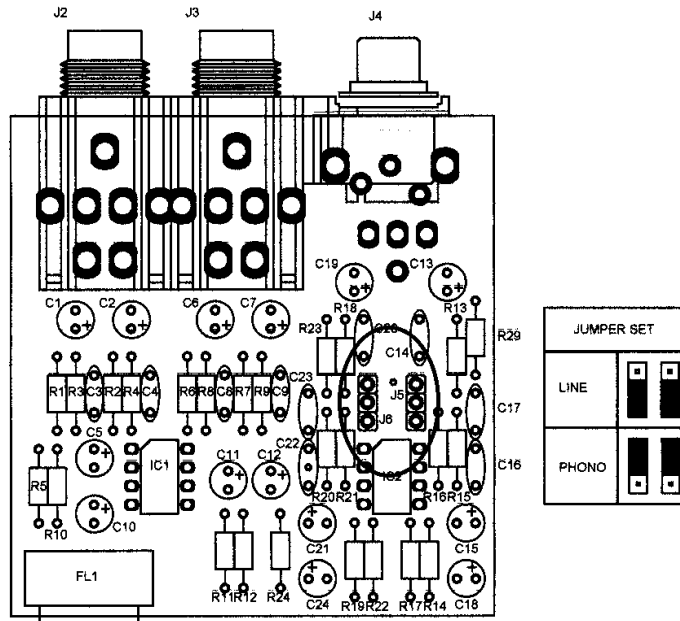 J2 J3 J4
C19 C13
C1 C2 C6 C7 R18 R13
R23 C20 R29
C14
JUMPER SET
R1 R3 C3 R2 R4 C4 R6 R8 C8 R7 R9 C9 C23 J5 C17
LINE
J6
C5 C22
IC1 C11 C12 IC2 C16
PHONO
R5 R20 R21 R16 R15
R10 C10
C21 C15
FL1
R11 R12 R24 C24 R19 R22 R17 R14 C18